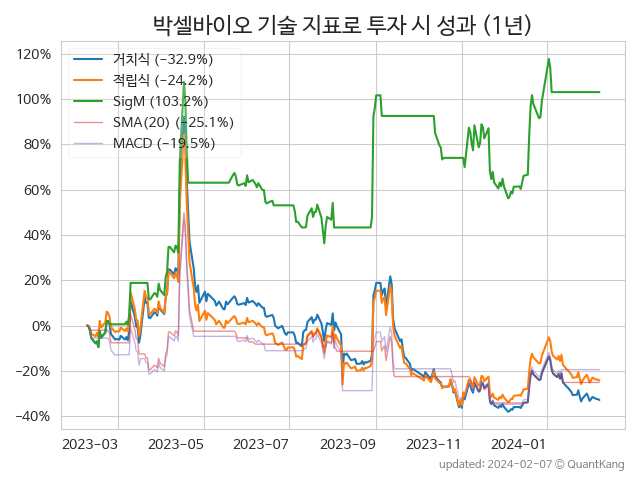 박셀바이오 기술 지표로 투자 시 성과 (1년)
거치식 (−32.9%)
적립식 (−24.2%)
SigM (103.2%)
SMA(20) (−25.1%)
MACD (−19.5%)
120%
100%
80%
60%
40%
20%
0%
−20%
−40%
2023-03 2023-05 2023-07 2023-09 2023-11 2024-01
updated: 2024-02-07 © QuantKang